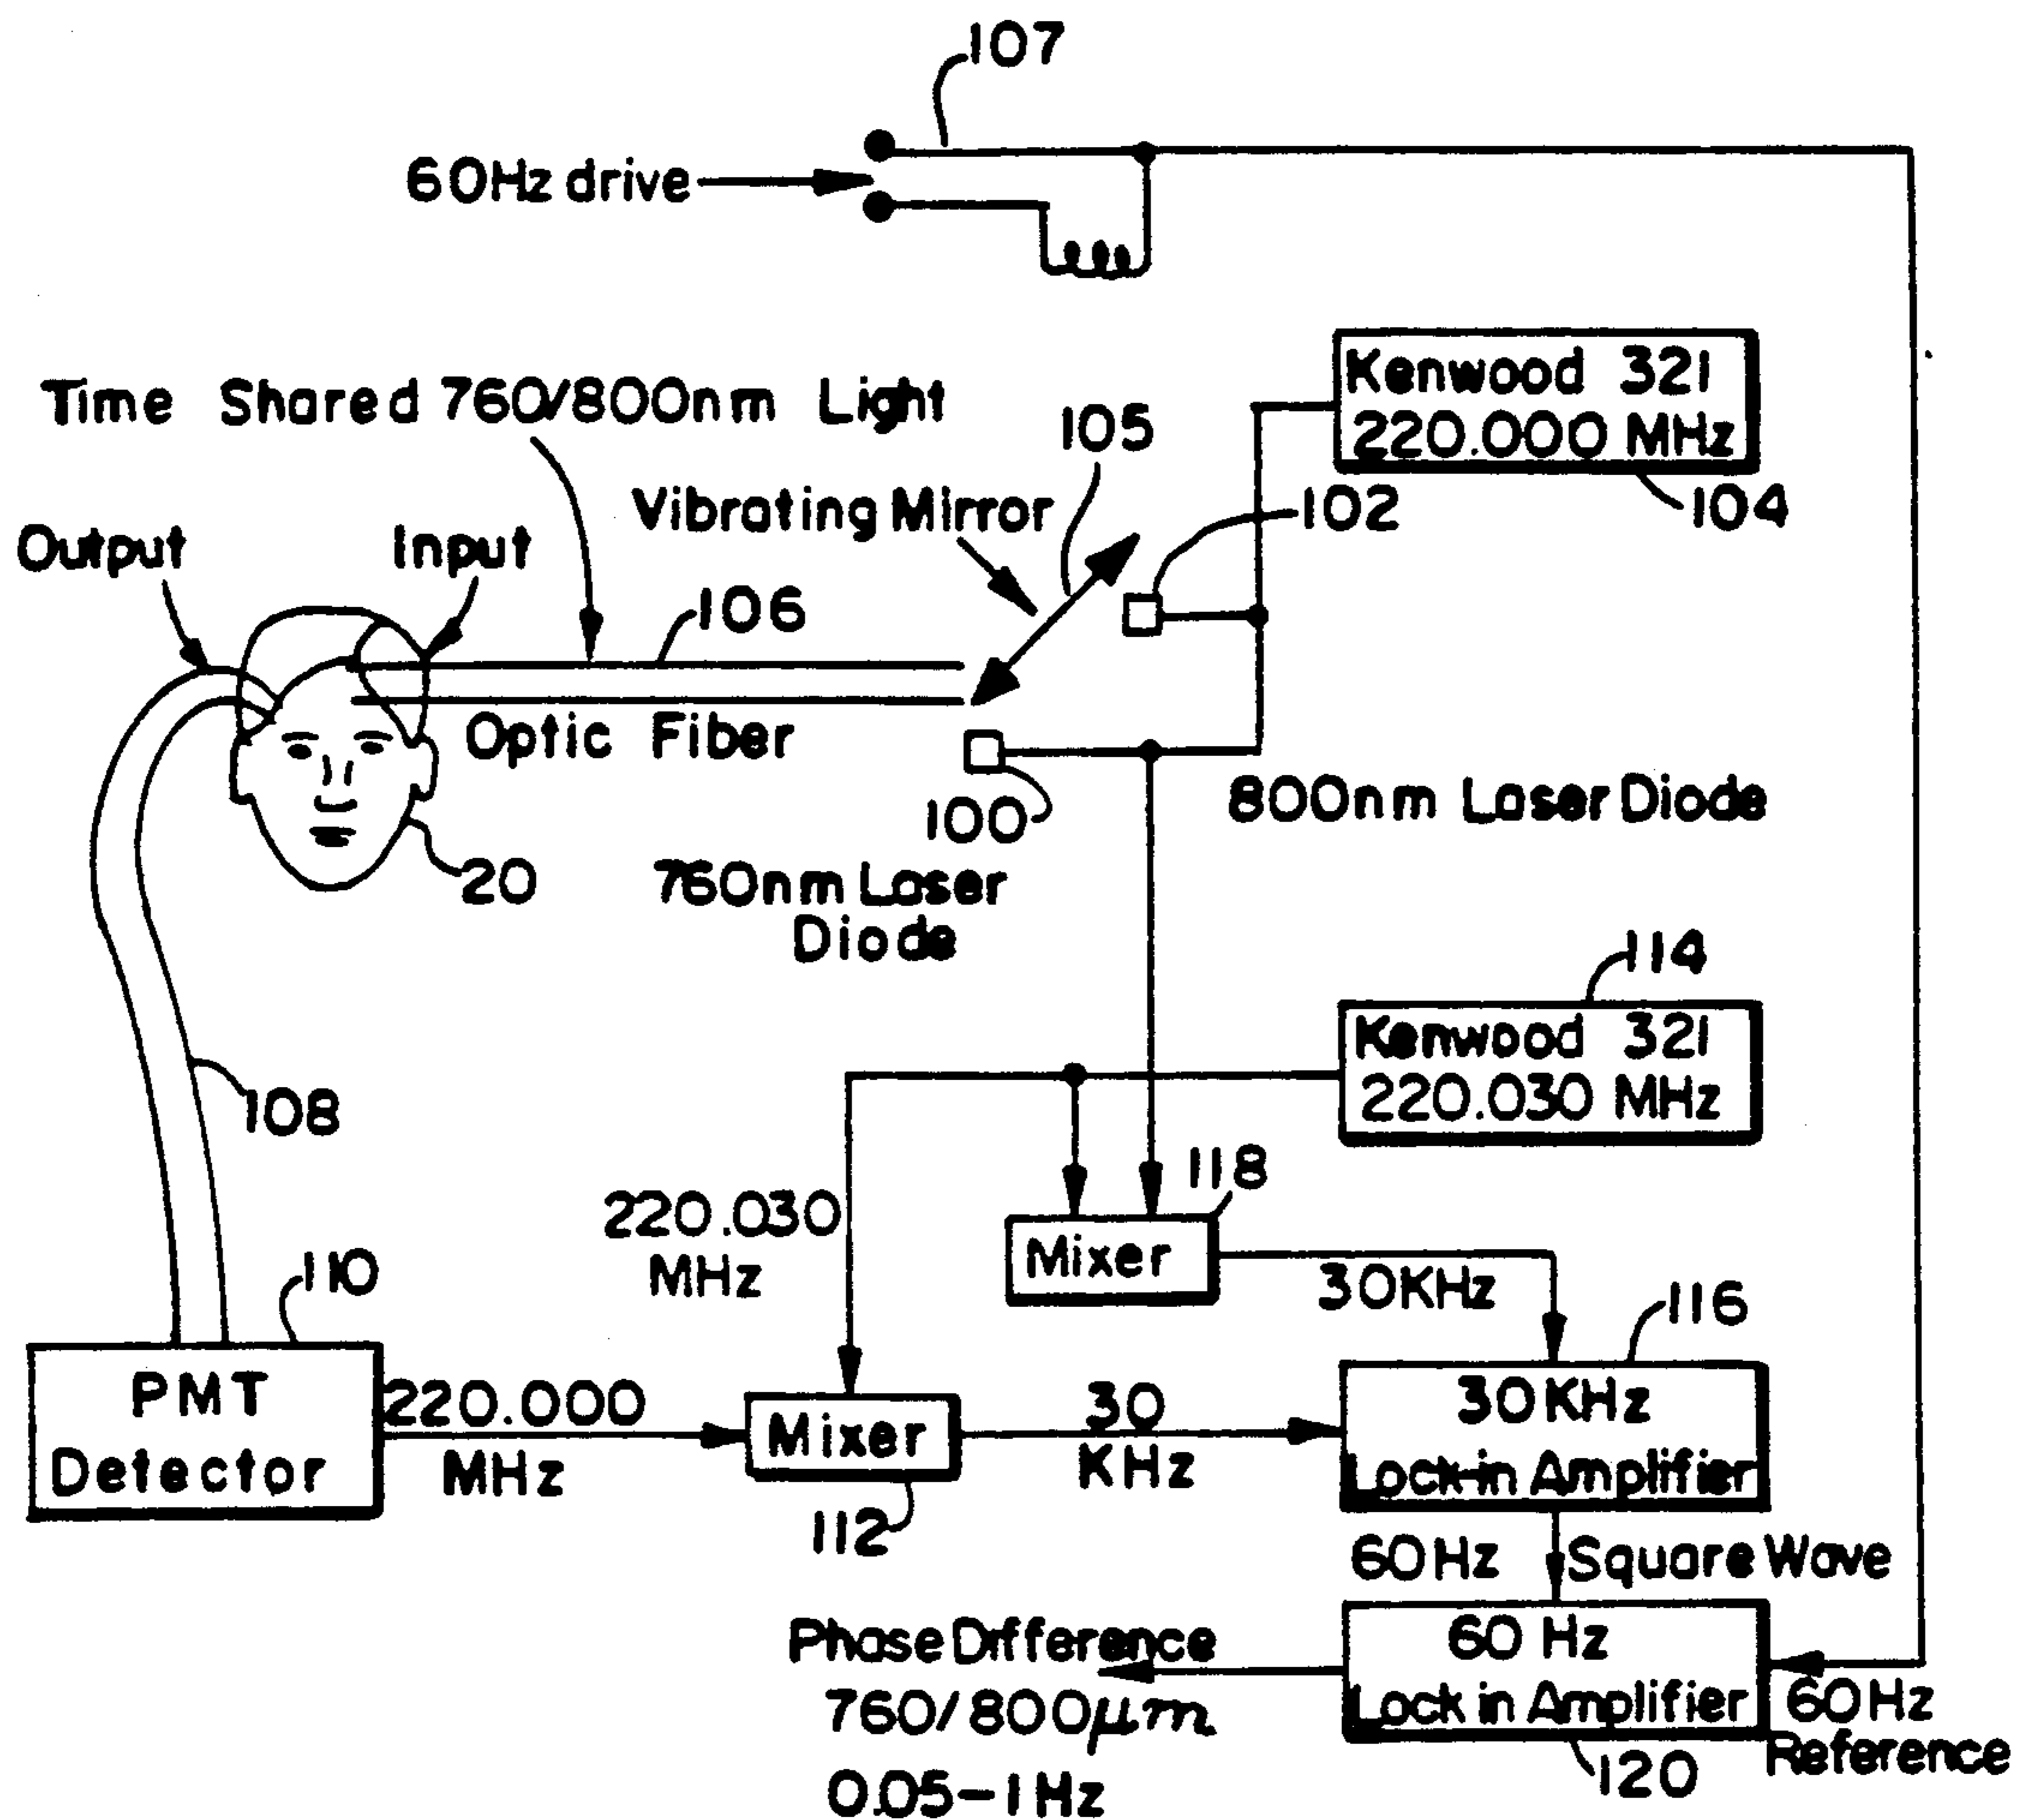 107
60Hz drive
Kenwood 321
220.000 MHz
104
Time Shared 760/800nm Light
105
Vibrating Mirror
102
Output
Input
106
Optic Fiber
100
800nm Laser Diode
20
760nm Laser
Diode
114
Kenwood 321
220.030 MHz
108
118
220.030
MHz
Mixer
30KHz
116
110
PMT
Detector
220.000
MHz
Mixer
112
30
KHz
30KHz
Lock-in Amplifier
60Hz
Square Wave
Phase Difference
760/800μm
0.05-1Hz
60 Hz
Lock in Amplifier
60Hz
Reference
120